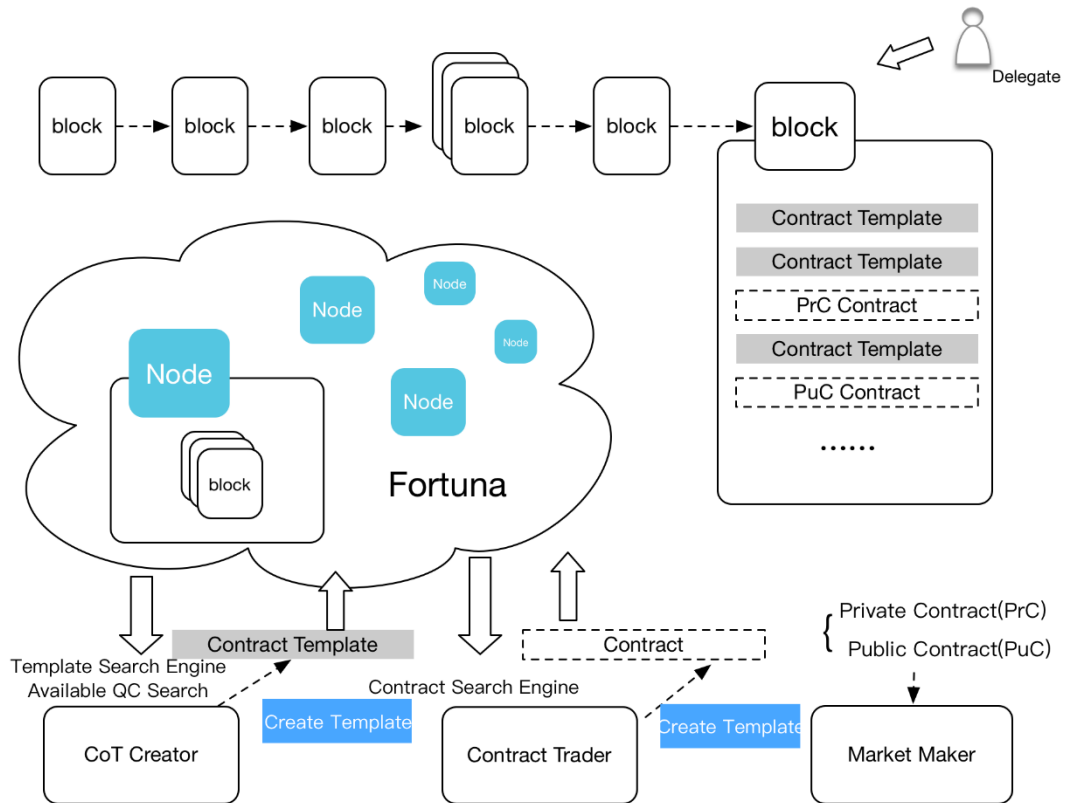 Delegate
block
block
block
block
block
block
Contract Template
Contract Template
PrC Contract
Contract Template
PuC Contract
......
Node
Node
Node
Node
Node
block
Fortuna
Contract Template
Template Search Engine
Available QC Search
Create Template
CoT Creator
Contract
Contract Search Engine
Create Template
Contract Trader
{ Private Contract(PrC)
Public Contract(PuC)
Market Maker